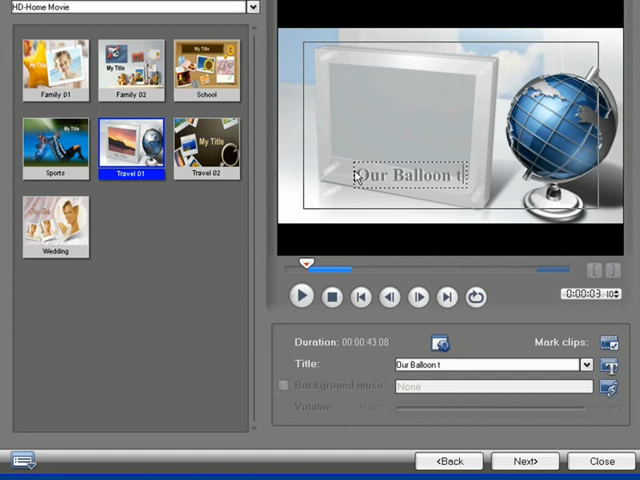 HD-Home Movie
My Title
Family 01
Family 02
My Title
School
My Title
Sports
Travel 01
My Title
Travel 02
Wedding
Our Balloon t
0:00:03 10
Duration: 00:00:43.08
Mark clips:
Title: Our Balloon t
Background music: None
Volume: Music Video
<Back Next> Close